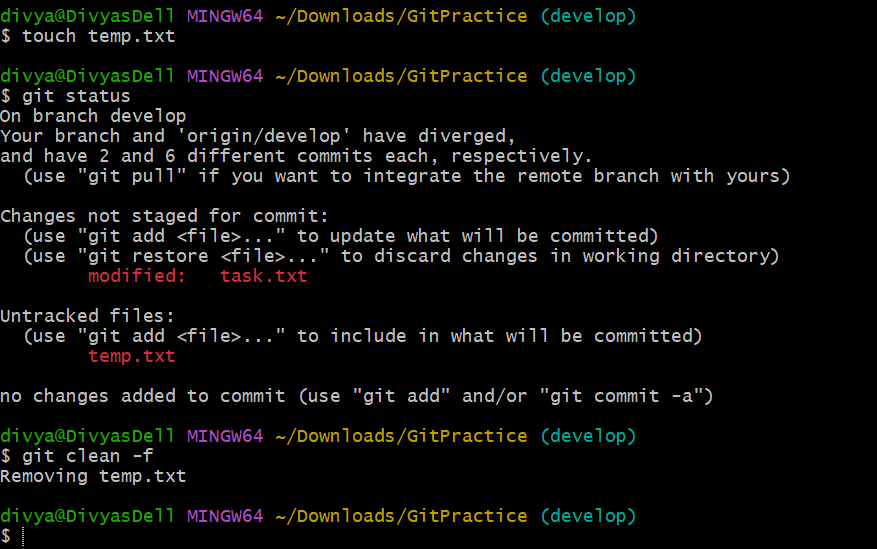 divya@DivyasDell MINGW64 ~/Downloads/GitPractice (develop)
$ touch temp.txt
divya@DivyasDell MINGW64 ~/Downloads/GitPractice (develop)
$ git status
On branch develop
Your branch and 'origin/develop' have diverged,
and have 2 and 6 different commits each, respectively.
  (use "git pull" if you want to integrate the remote branch with yours)
Changes not staged for commit:
  (use "git add <file>..." to update what will be committed)
  (use "git restore <file>..." to discard changes in working directory)
        modified:   task.txt
Untracked files:
  (use "git add <file>..." to include in what will be committed)
        temp.txt
no changes added to commit (use "git add" and/or "git commit -a")
divya@DivyasDell MINGW64 ~/Downloads/GitPractice (develop)
$ git clean -f
Removing temp.txt
divya@DivyasDell MINGW64 ~/Downloads/GitPractice (develop)
$